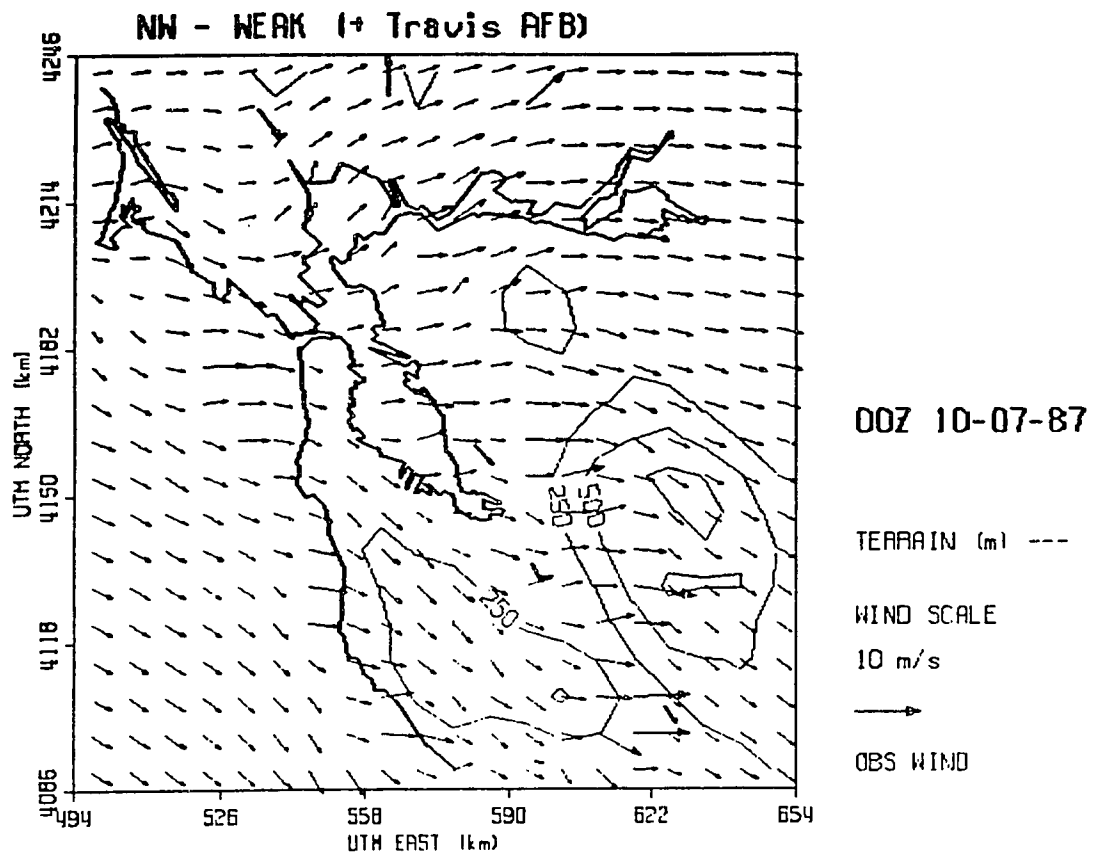 NW - WEAK (+ Travis AFB)
4246
4214
4182
4150
4118
4086
UTM NORTH (km)
494
526
558
590
622
654
UTM EAST (km)
250
500
250
00Z 10-07-87
TERRAIN (m) ---
WIND SCALE
10 m/s
OBS WIND